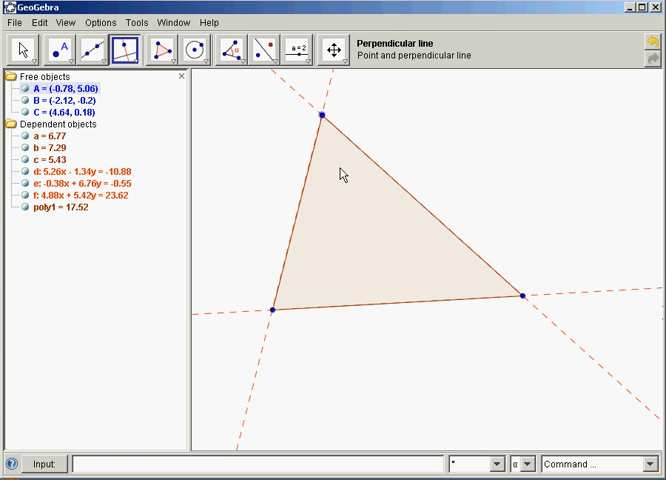 GeoGebra
File Edit View Options Tools Window Help
A
a = 2
α
Perpendicular line
Point and perpendicular line
Free objects
A = (-0.78, 5.06)
B = (-2.12, -0.2)
C = (4.64, 0.18)
Dependent objects
a = 6.77
b = 7.29
c = 5.43
d: 5.26x - 1.34y = -10.88
e: -0.38x + 6.76y = -0.55
f: 4.88x + 5.42y = 23.62
poly1 = 17.52
Input:
° α Command ...